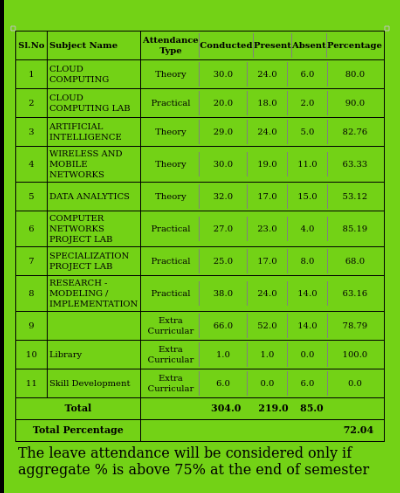 Sl.No Subject Name Attendance Type Conducted Present Absent Percentage
1 CLOUD COMPUTING Theory 30.0 24.0 6.0 80.0
2 CLOUD COMPUTING LAB Practical 20.0 18.0 2.0 90.0
3 ARTIFICIAL INTELLIGENCE Theory 29.0 24.0 5.0 82.76
4 WIRELESS AND MOBILE NETWORKS Theory 30.0 19.0 11.0 63.33
5 DATA ANALYTICS Theory 32.0 17.0 15.0 53.12
6 COMPUTER NETWORKS PROJECT LAB Practical 27.0 23.0 4.0 85.19
7 SPECIALIZATION PROJECT LAB Practical 25.0 17.0 8.0 68.0
8 RESEARCH - MODELING / IMPLEMENTATION Practical 38.0 24.0 14.0 63.16
9 Extra Curricular 66.0 52.0 14.0 78.79
10 Library Extra Curricular 1.0 1.0 0.0 100.0
11 Skill Development Extra Curricular 6.0 0.0 6.0 0.0
Total 304.0 219.0 85.0
Total Percentage 72.04
The leave attendance will be considered only if
aggregate % is above 75% at the end of semester